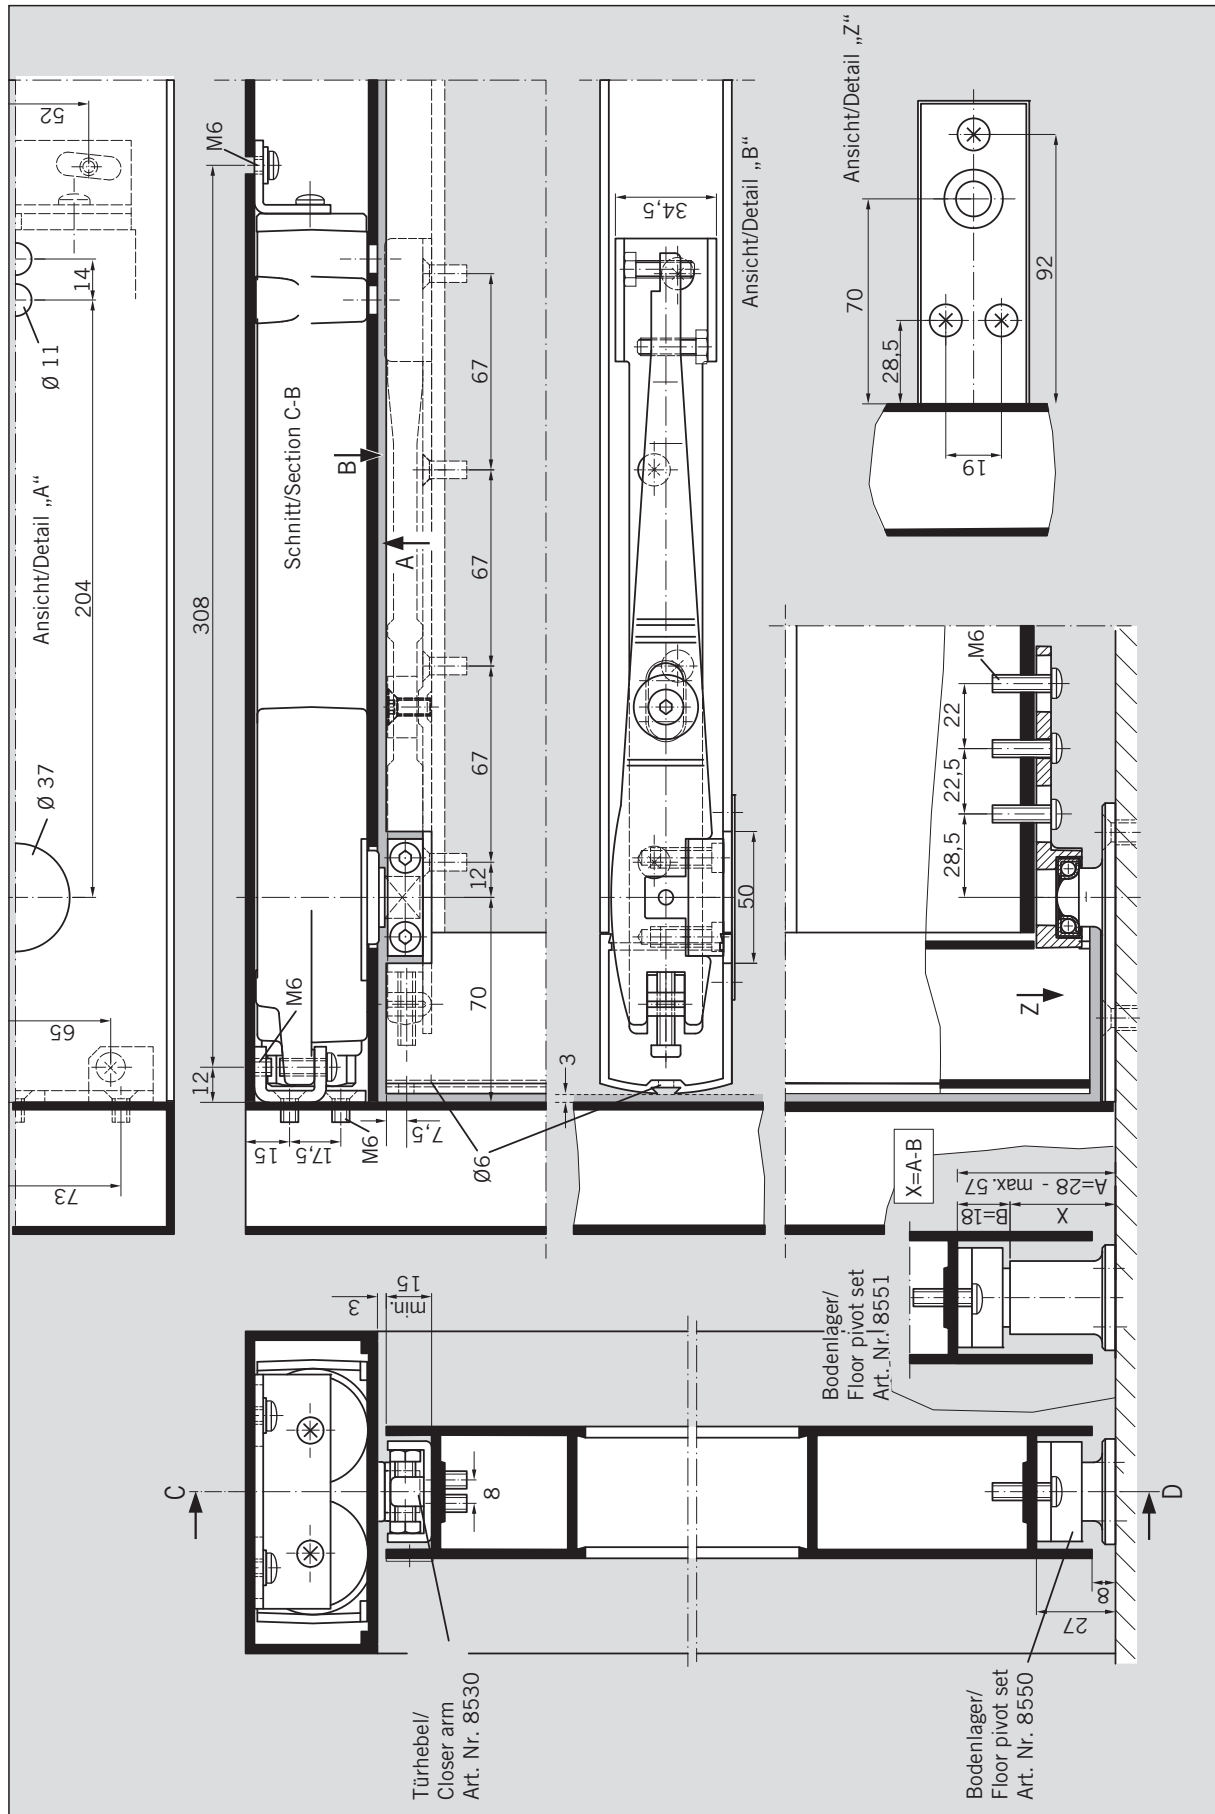 52
M6
14
Ø 11
Ansicht/Detail „A“
204
Ø 37
65
73
308
Schnitt/Section C-B
B
A
M6
12
15
17,5
M6
7,5
67
67
67
12
70
Ø6
3
34,5
Ansicht/Detail „B“
50
Ansicht/Detail „Z“
70
28,5
92
19
M6
22
22,5
28,5
Z
X=A-B
A=28 - max. 57
B=18
X
Bodenlager/
Floor pivot set
Art. Nr. 8551
C
3
min.
15
8
D
8
27
Türhebel/
Closer arm
Art. Nr. 8530
Bodenlager/
Floor pivot set
Art. Nr. 8550